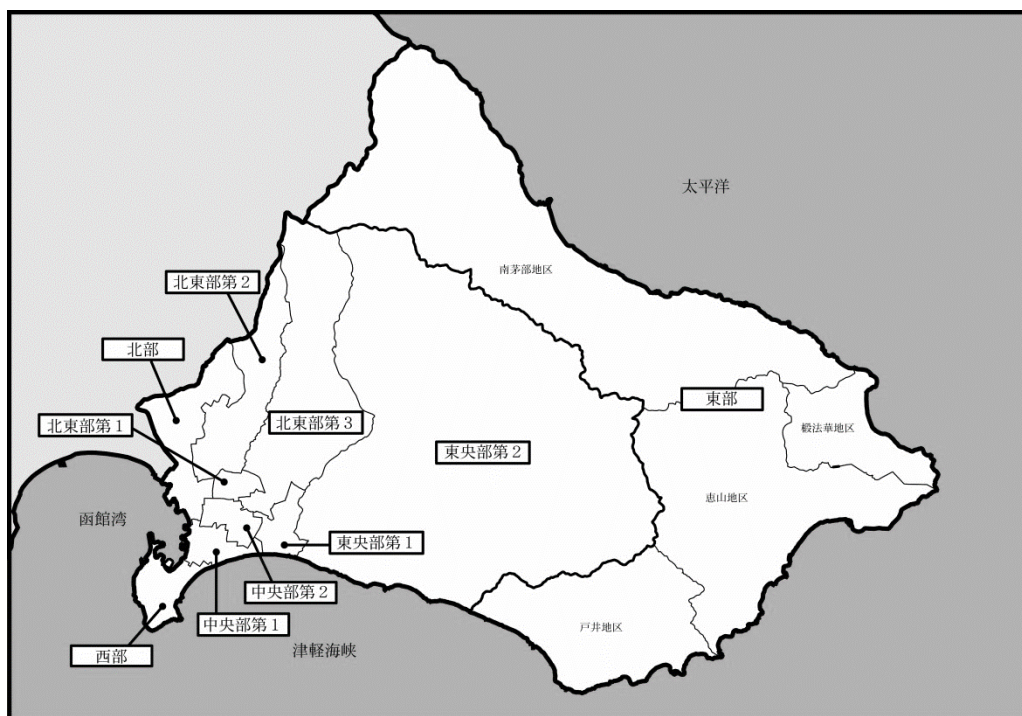 太平洋
南茅部地区
北東部第２
北部
東部
北東部第１
北東部第３
椴法華地区
東央部第２
恵山地区
函館湾
東央部第１
中央部第２
中央部第１
戸井地区
津軽海峡
西部